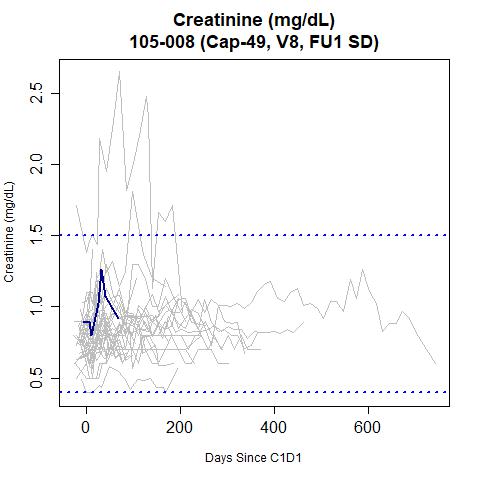 Creatinine (mg/dL)
105-008 (Cap-49, V8, FU1 SD)
Creatinine (mg/dL)
2.5
2.0
1.5
1.0
0.5
0 200 400 600
Days Since C1D1